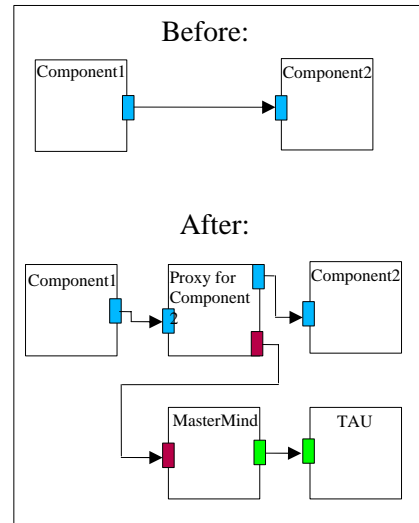 Before:
Component1
Component2
After:
Component1
Proxy for
Component
2
Component2
MasterMind
TAU